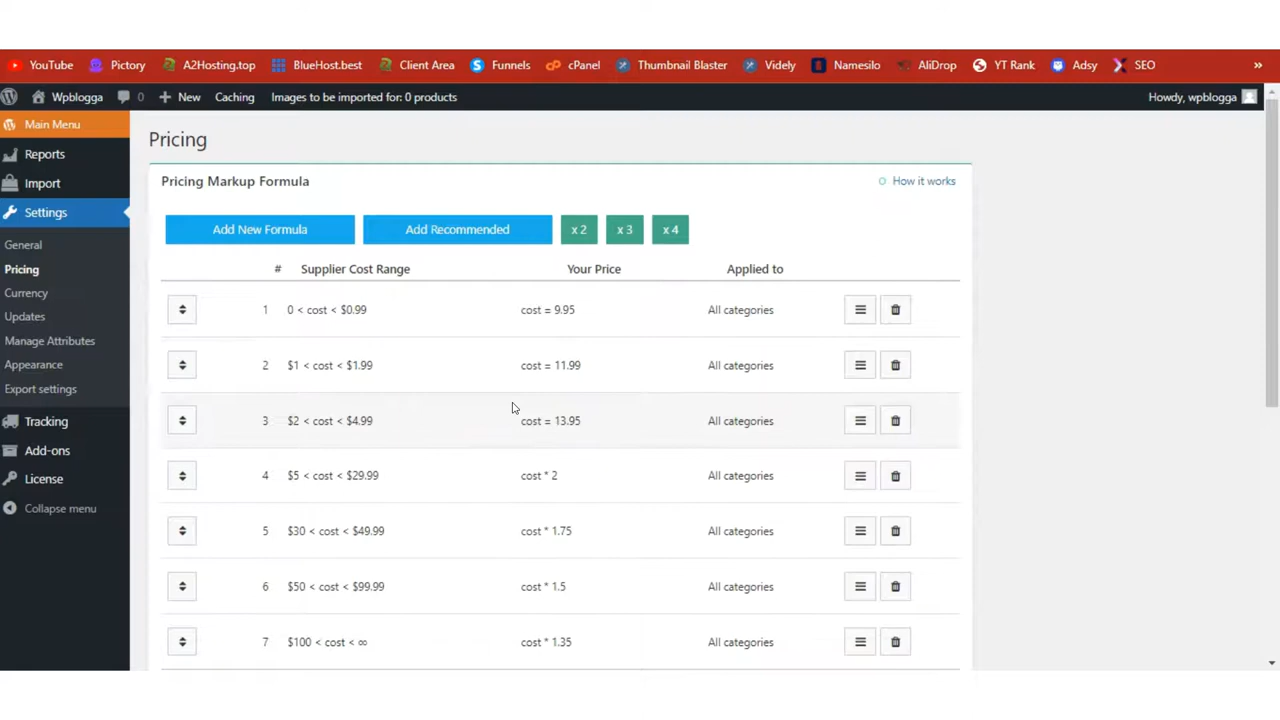 YouTube Pictory A2Hosting.top BlueHost.best Client Area Funnels cPanel Thumbnail Blaster Videly Namesilo AliDrop YT Rank Adsy SEO »
Wpblogga 0 + New Caching Images to be imported for: 0 products Howdy, wpblogga
Main Menu
Reports
Import
Settings
General
Pricing
Currency
Updates
Manage Attributes
Appearance
Export settings
Tracking
Add-ons
License
Collapse menu
Pricing
Pricing Markup Formula How it works
Add New Formula Add Recommended x 2 x 3 x 4
# Supplier Cost Range Your Price Applied to
1 0 < cost < $0.99 cost = 9.95 All categories
2 $1 < cost < $1.99 cost = 11.99 All categories
3 $2 < cost < $4.99 cost = 13.95 All categories
4 $5 < cost < $29.99 cost * 2 All categories
5 $30 < cost < $49.99 cost * 1.75 All categories
6 $50 < cost < $99.99 cost * 1.5 All categories
7 $100 < cost < ∞ cost * 1.35 All categories